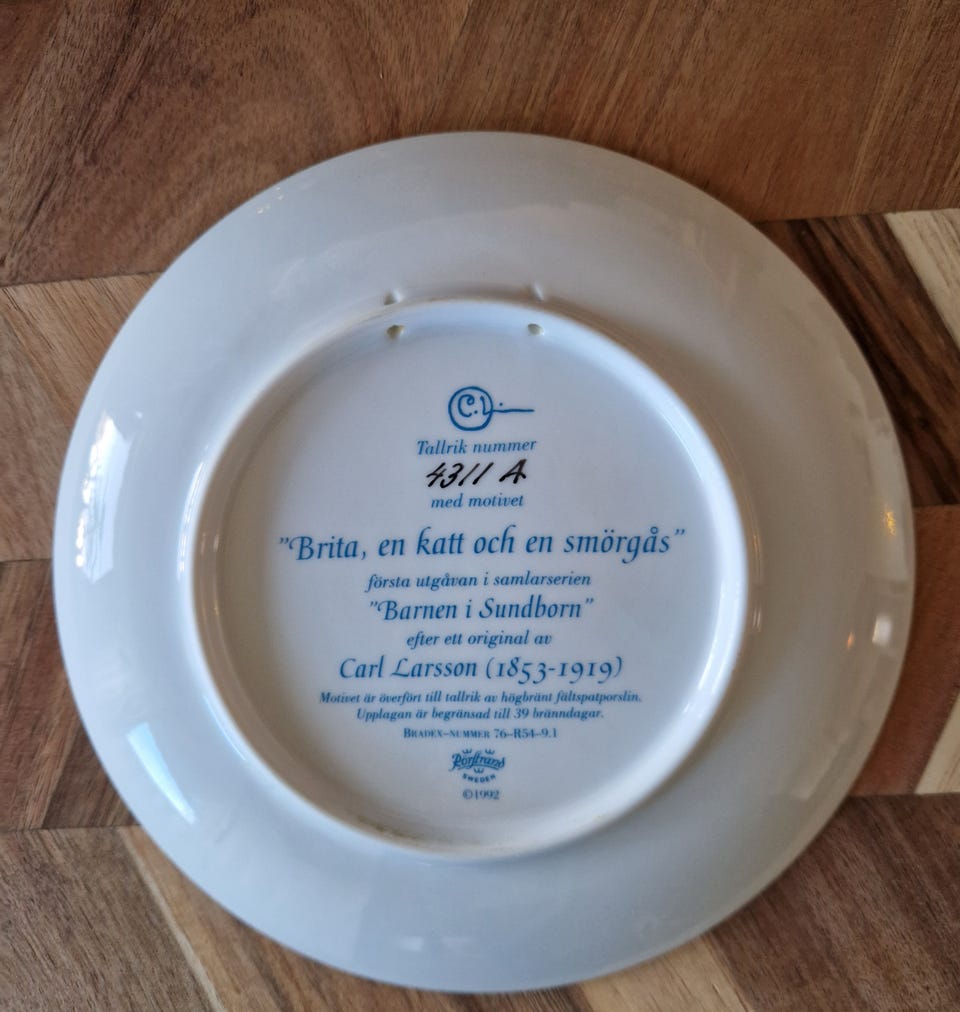 C.L.
Tallrik nummer
4311 A
med motivet
"Brita, en katt och en smörgås"
första utgåvan i samlarserien
"Barnen i Sundborn"
efter ett original av
Carl Larsson (1853-1919)
Motivet är överfört till tallrik av högbränt fältspatporslin.
Upplagan är begränsad till 39 bränndagar.
BRADEX-NUMMER 76-R54-9.1
Rörstrand
SWEDEN
©1992